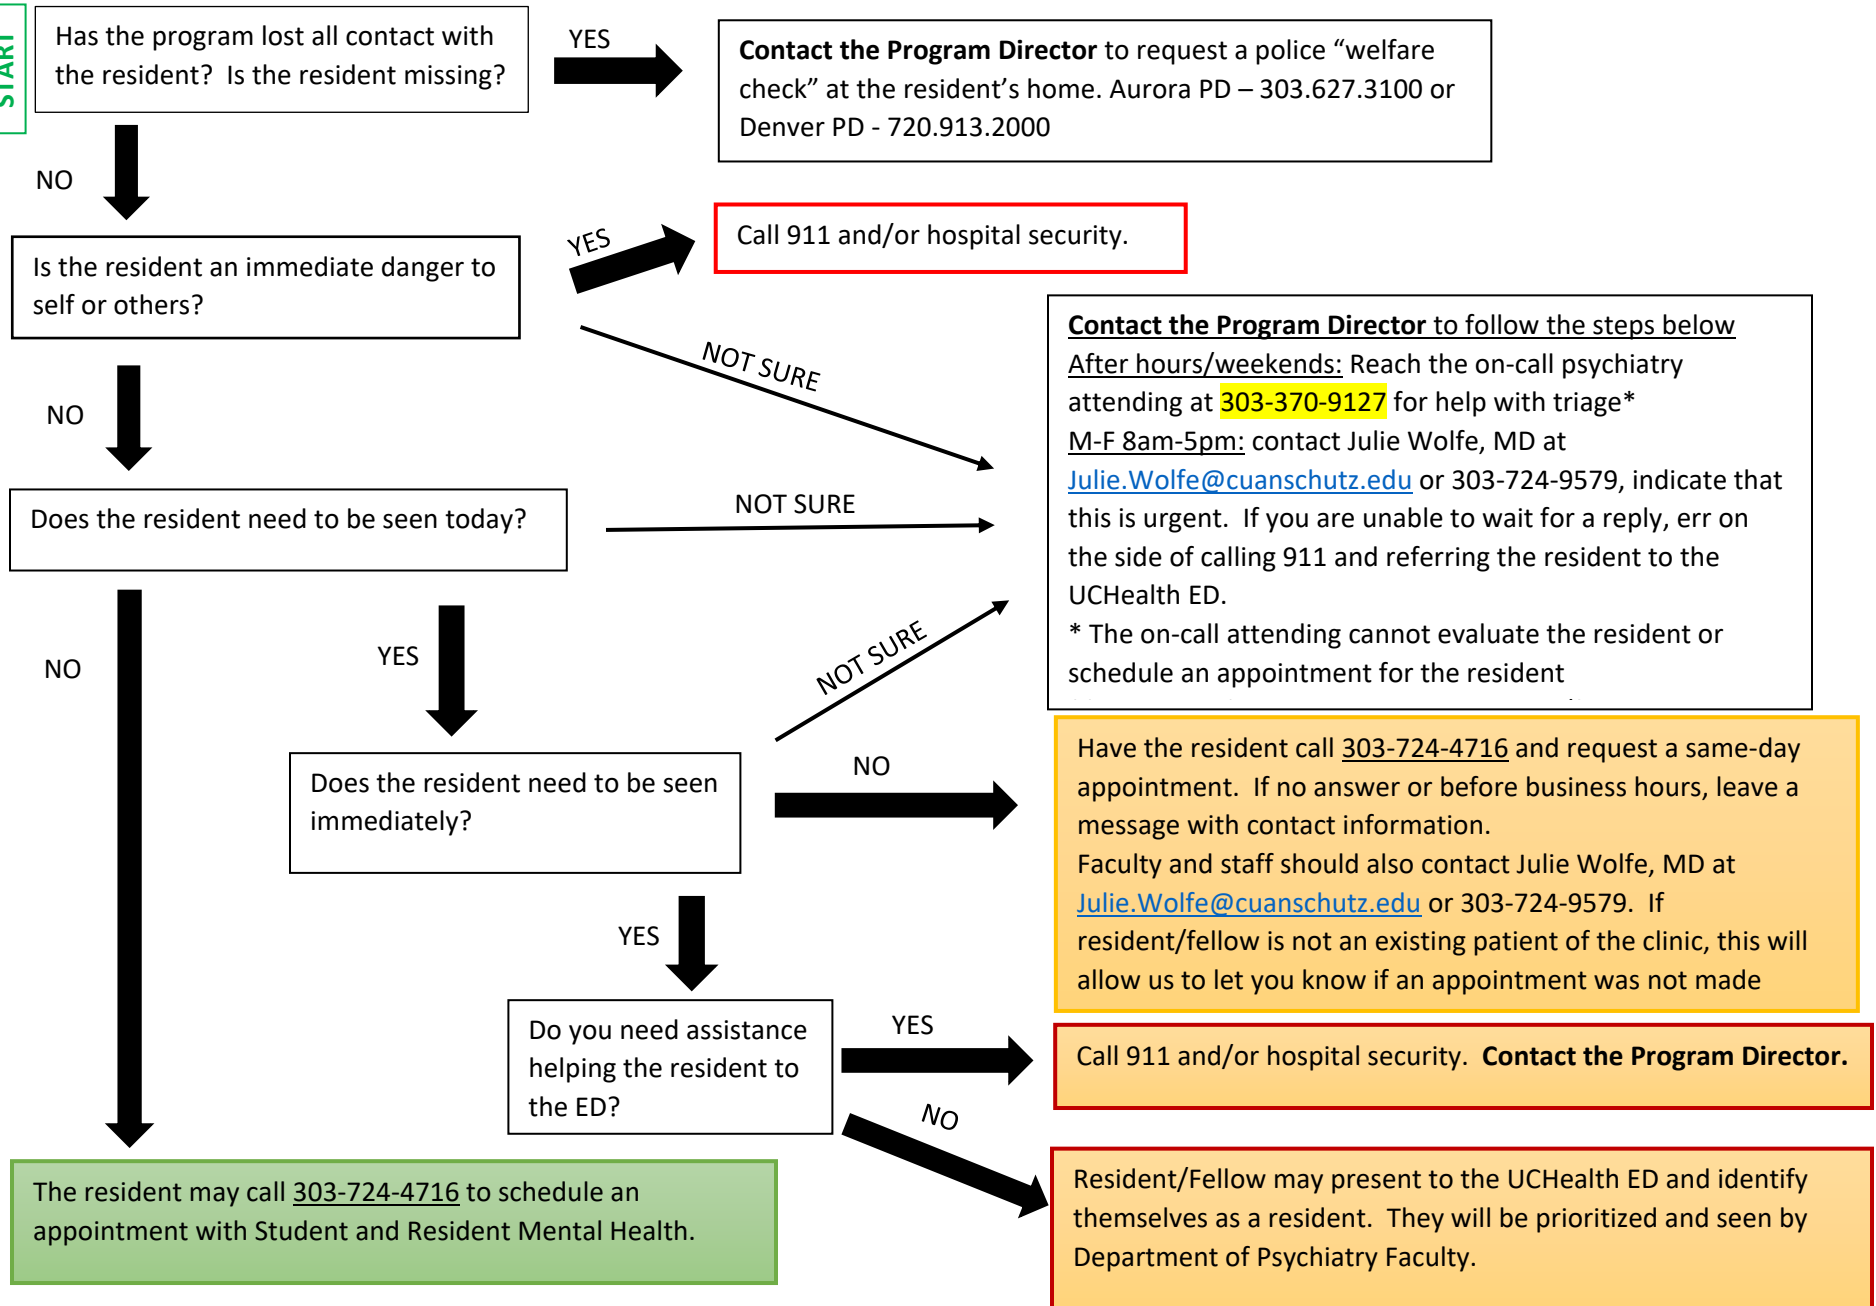 START
Has the program lost all contact with
the resident?  Is the resident missing?
YES
Contact the Program Director to request a police “welfare
check” at the resident’s home. Aurora PD – 303.627.3100 or
Denver PD - 720.913.2000
NO
Is the resident an immediate danger to
self or others?
YES
Call 911 and/or hospital security.
NOT SURE
Contact the Program Director to follow the steps below
After hours/weekends: Reach the on-call psychiatry
attending at 303-370-9127 for help with triage*
M-F 8am-5pm: contact Julie Wolfe, MD at
Julie.Wolfe@cuanschutz.edu or 303-724-9579, indicate that
this is urgent.  If you are unable to wait for a reply, err on
the side of calling 911 and referring the resident to the
UCHealth ED.
* The on-call attending cannot evaluate the resident or
schedule an appointment for the resident
NO
Does the resident need to be seen today?
NOT SURE
NO
YES
NOT SURE
Does the resident need to be seen
immediately?
NO
Have the resident call 303-724-4716 and request a same-day
appointment.  If no answer or before business hours, leave a
message with contact information.
Faculty and staff should also contact Julie Wolfe, MD at
Julie.Wolfe@cuanschutz.edu or 303-724-9579.  If
resident/fellow is not an existing patient of the clinic, this will
allow us to let you know if an appointment was not made
YES
Do you need assistance
helping the resident to
the ED?
YES
Call 911 and/or hospital security.  Contact the Program Director.
NO
Resident/Fellow may present to the UCHealth ED and identify
themselves as a resident.  They will be prioritized and seen by
Department of Psychiatry Faculty.
The resident may call 303-724-4716 to schedule an
appointment with Student and Resident Mental Health.